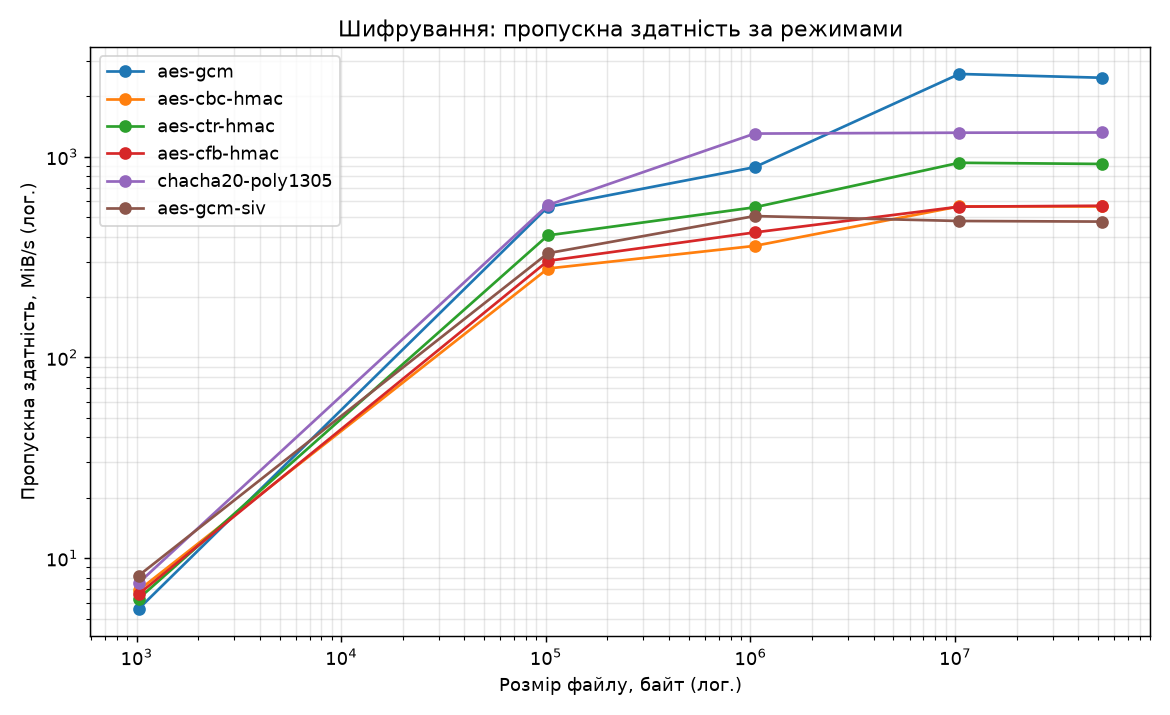 Шифрування: пропускна здатність за режимами
aes-gcm
aes-cbc-hmac
aes-ctr-hmac
aes-cfb-hmac
chacha20-poly1305
aes-gcm-siv
Пропускна здатність, MiB/s (лог.)
10³
10²
10¹
10³ 10⁴ 10⁵ 10⁶ 10⁷
Розмір файлу, байт (лог.)